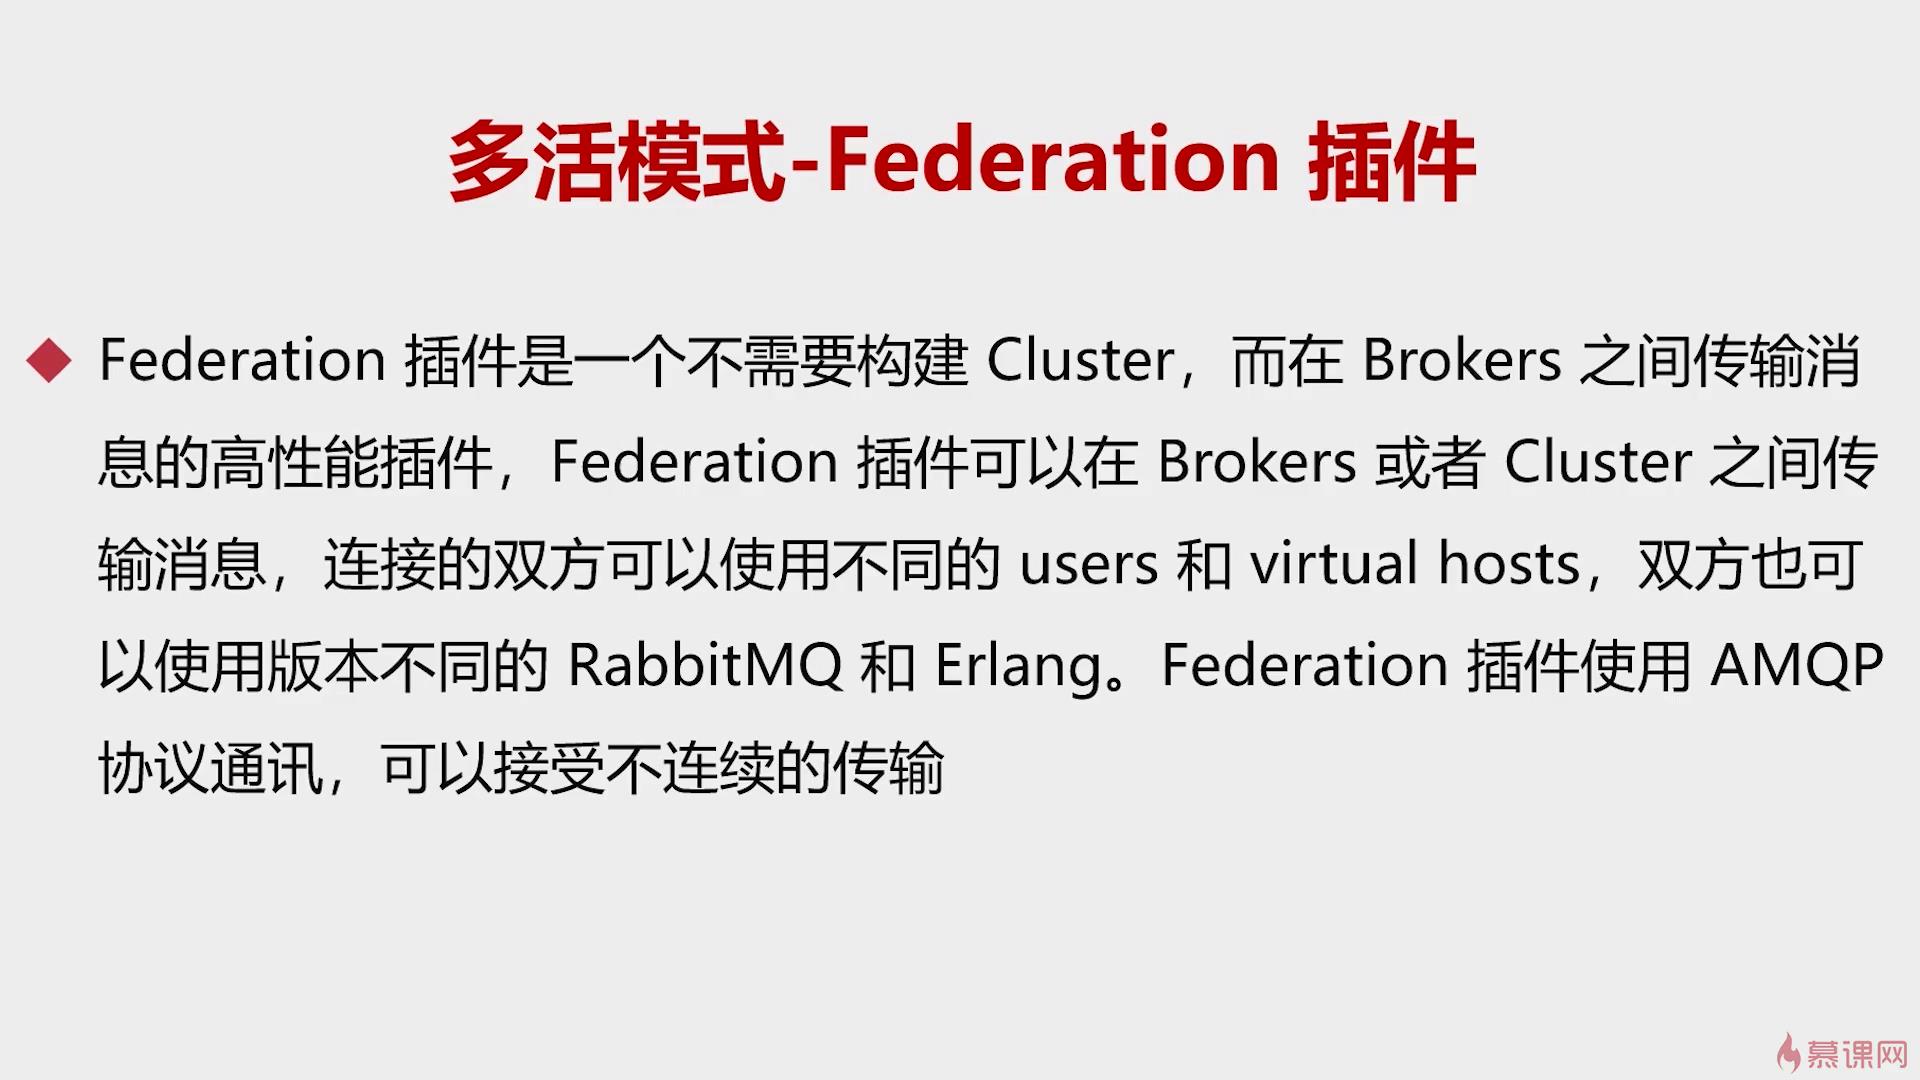 多活模式-Federation 插件
Federation 插件是一个不需要构建 Cluster，而在 Brokers 之间传输消
息的高性能插件，Federation 插件可以在 Brokers 或者 Cluster 之间传
输消息，连接的双方可以使用不同的 users 和 virtual hosts，双方也可
以使用版本不同的 RabbitMQ 和 Erlang。Federation 插件使用 AMQP
协议通讯，可以接受不连续的传输
慕课网